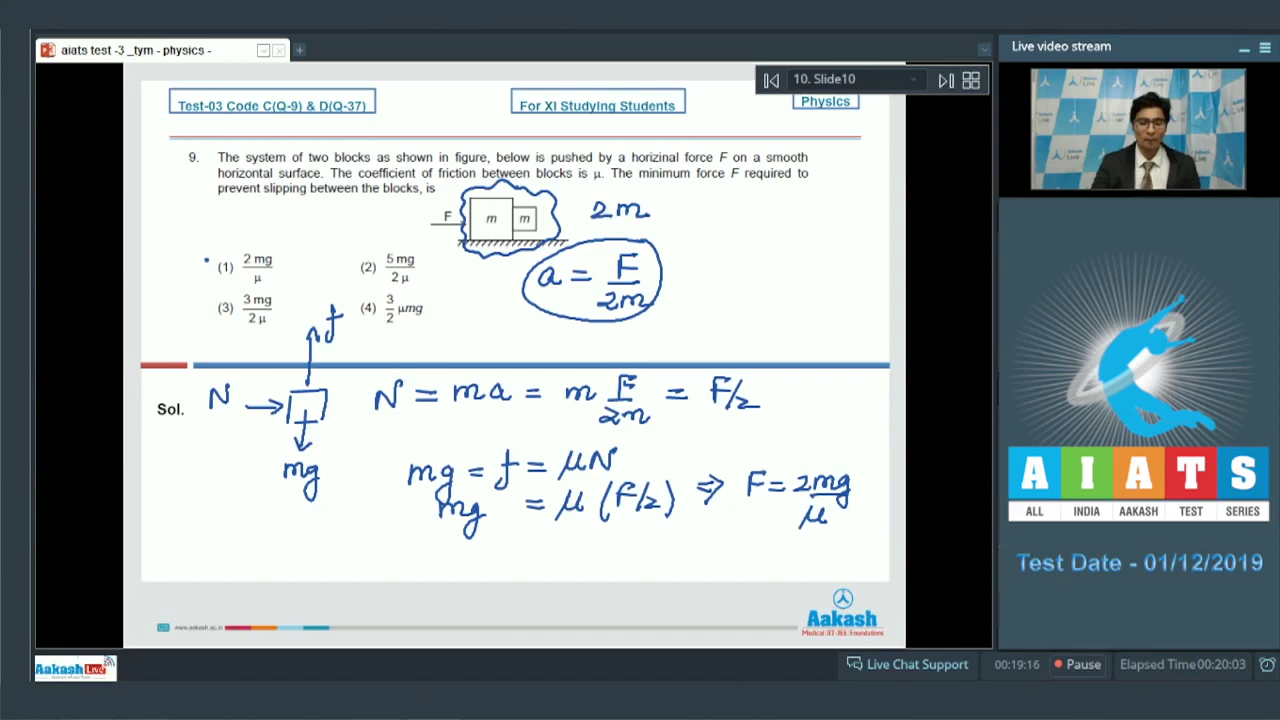 aiats test -3 _tym - physics -
Live video stream
10. Slide10
Test-03 Code C(Q-9) & D(Q-37)
For XI Studying Students
Physics
9. The system of two blocks as shown in figure, below is pushed by a horizinal force F on a smooth
horizontal surface. The coefficient of friction between blocks is μ. The minimum force F required to
prevent slipping between the blocks, is
F m m
2m
(1) 2 mg / μ (2) 5 mg / 2 μ
(3) 3 mg / 2 μ (4) 3/2 μmg
a = F/2m
f
Sol. N N = ma = m F/2m = F/2
mg
mg = f = μN
mg = μ (F/2) ⇒ F = 2mg/μ
www.aakash.ac.in
Aakash
Medical|IIT-JEE|Foundations
Aakash Live
AIATS
ALL INDIA AAKASH TEST SERIES
Test Date - 01/12/2019
Live Chat Support 00:19:16 Pause Elapsed Time 00:20:03